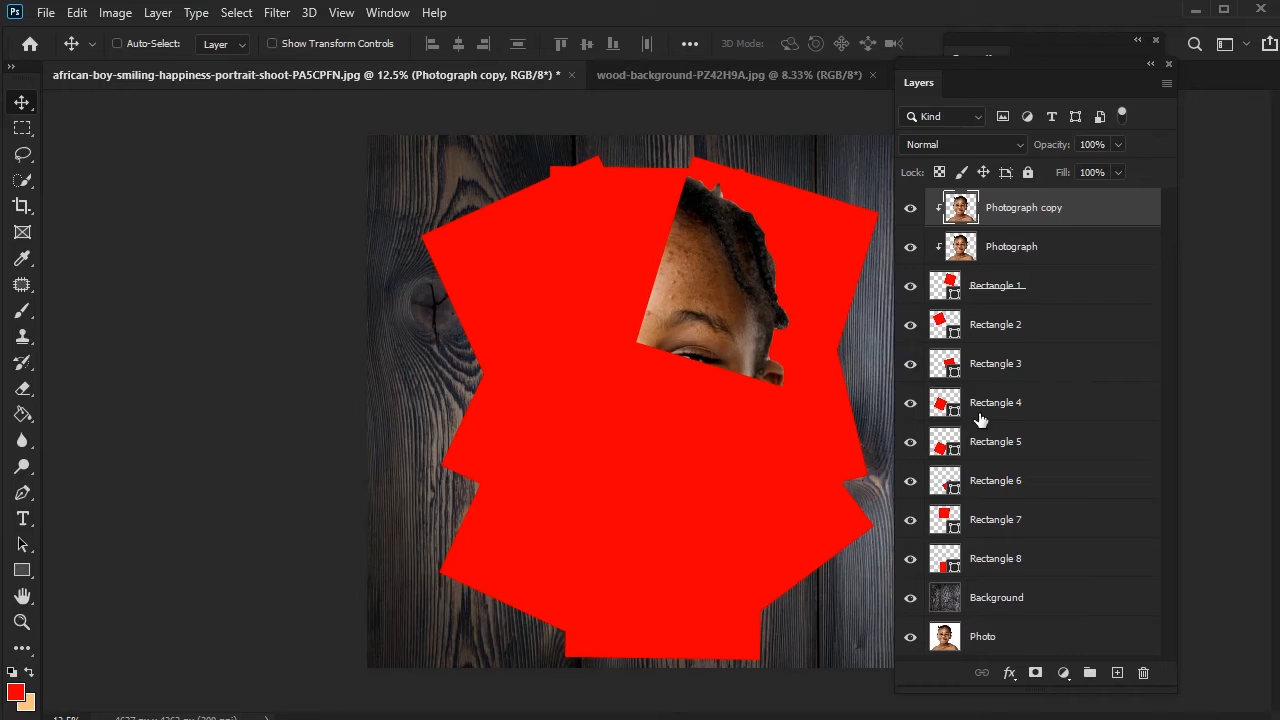 Ps File Edit Image Layer Type Select Filter 3D View Window Help
Auto-Select: Layer Show Transform Controls 3D Mode:
african-boy-smiling-happiness-portrait-shoot-PA5CPFN.jpg @ 12.5% (Photograph copy, RGB/8*) *
wood-background-PZ42H9A.jpg @ 8.33% (RGB/8*)
Layers
Kind
Normal Opacity: 100%
Lock: Fill: 100%
Photograph copy
Photograph
Rectangle 1
Rectangle 2
Rectangle 3
Rectangle 4
Rectangle 5
Rectangle 6
Rectangle 7
Rectangle 8
Background
Photo